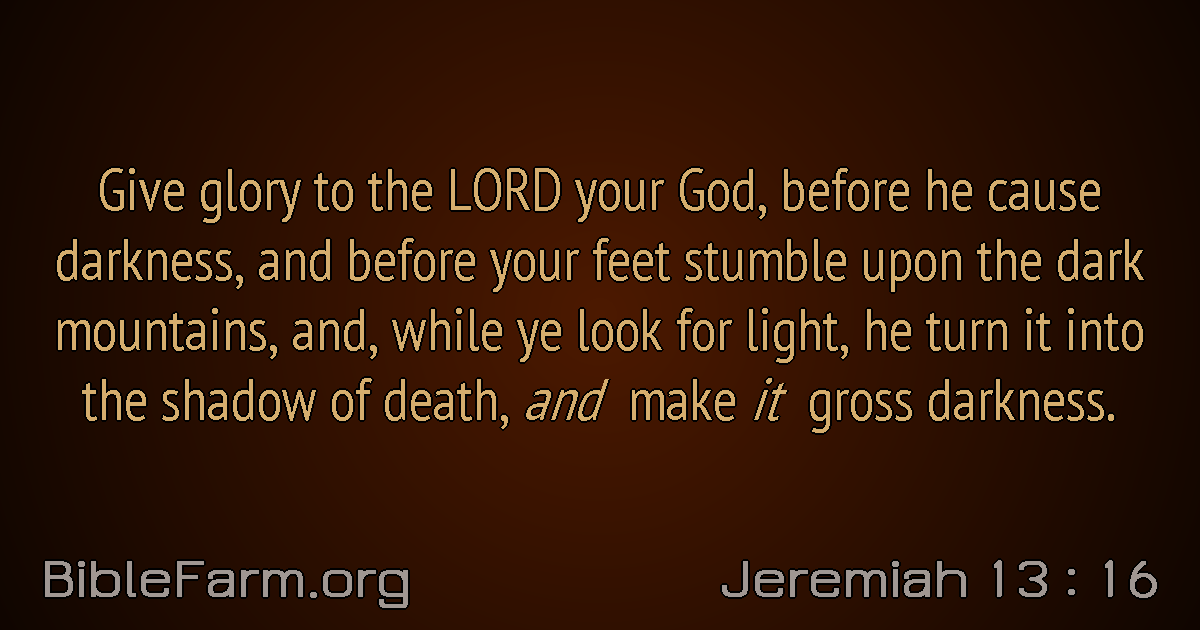 Give glory to the LORD your God, before he cause
darkness, and before your feet stumble upon the dark
mountains, and, while ye look for light, he turn it into
the shadow of death, and make it gross darkness.
BibleFarm.org
Jeremiah 13 : 16